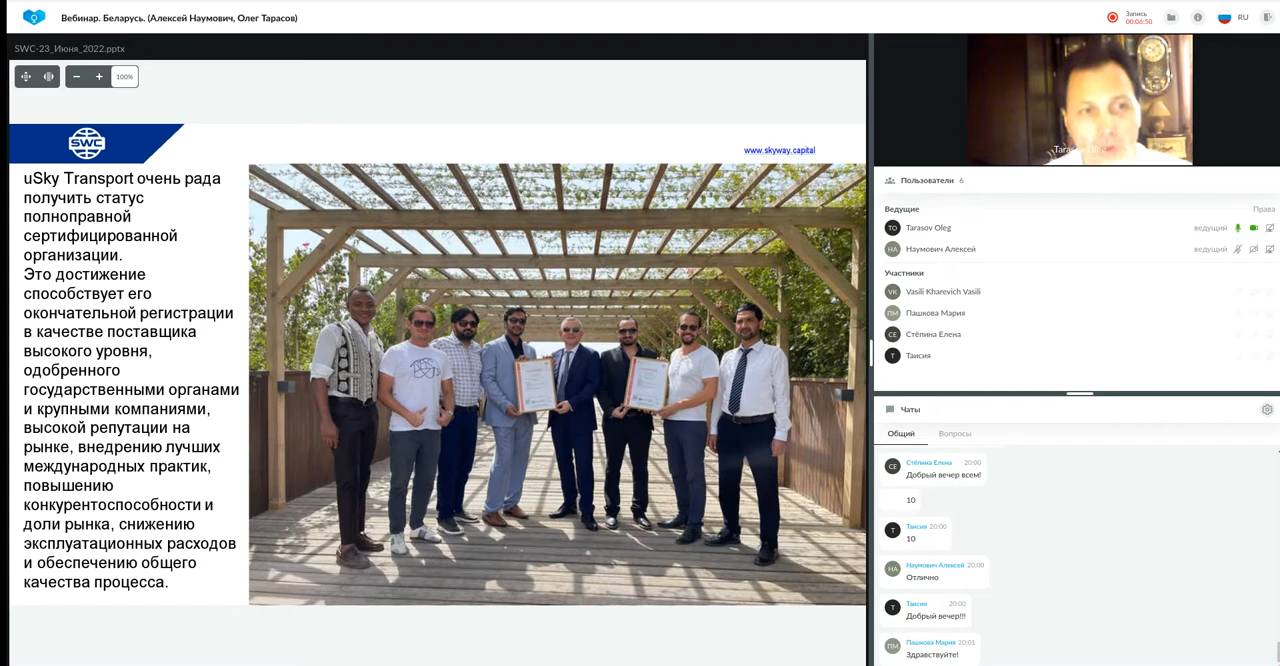 Вебинар. Беларусь. (Алексей Наумович, Олег Тарасов)
Запись
00:06:50
RU
SWC-23_Июня_2022.pptx
100%
SWC
www.skyway.capital
uSky Transport очень рада
получить статус
полноправной
сертифицированной
организации.
Это достижение
способствует его
окончательной регистрации
в качестве поставщика
высокого уровня,
одобренного
государственными органами
и крупными компаниями,
высокой репутации на
рынке, внедрению лучших
международных практик,
повышению
конкурентоспособности и
доли рынка, снижению
эксплуатационных расходов
и обеспечению общего
качества процесса.
Пользователи 6
Ведущие Права
TO Tarasov Oleg ведущий
НА Наумович Алексей ведущий
Участники
VK Vasili Kharevich Vasili
ПМ Пашкова Мария
СЕ Стёпина Елена
Т Таисия
Чаты
Общий Вопросы
СЕ Стёпина Елена 20:00
Добрый вечер всем!
10
Т Таисия 20:00
10
НА Наумович Алексей 20:00
Отлично
Т Таисия 20:00
Добрый вечер!!!
ПМ Пашкова Мария 20:01
Здравствуйте!